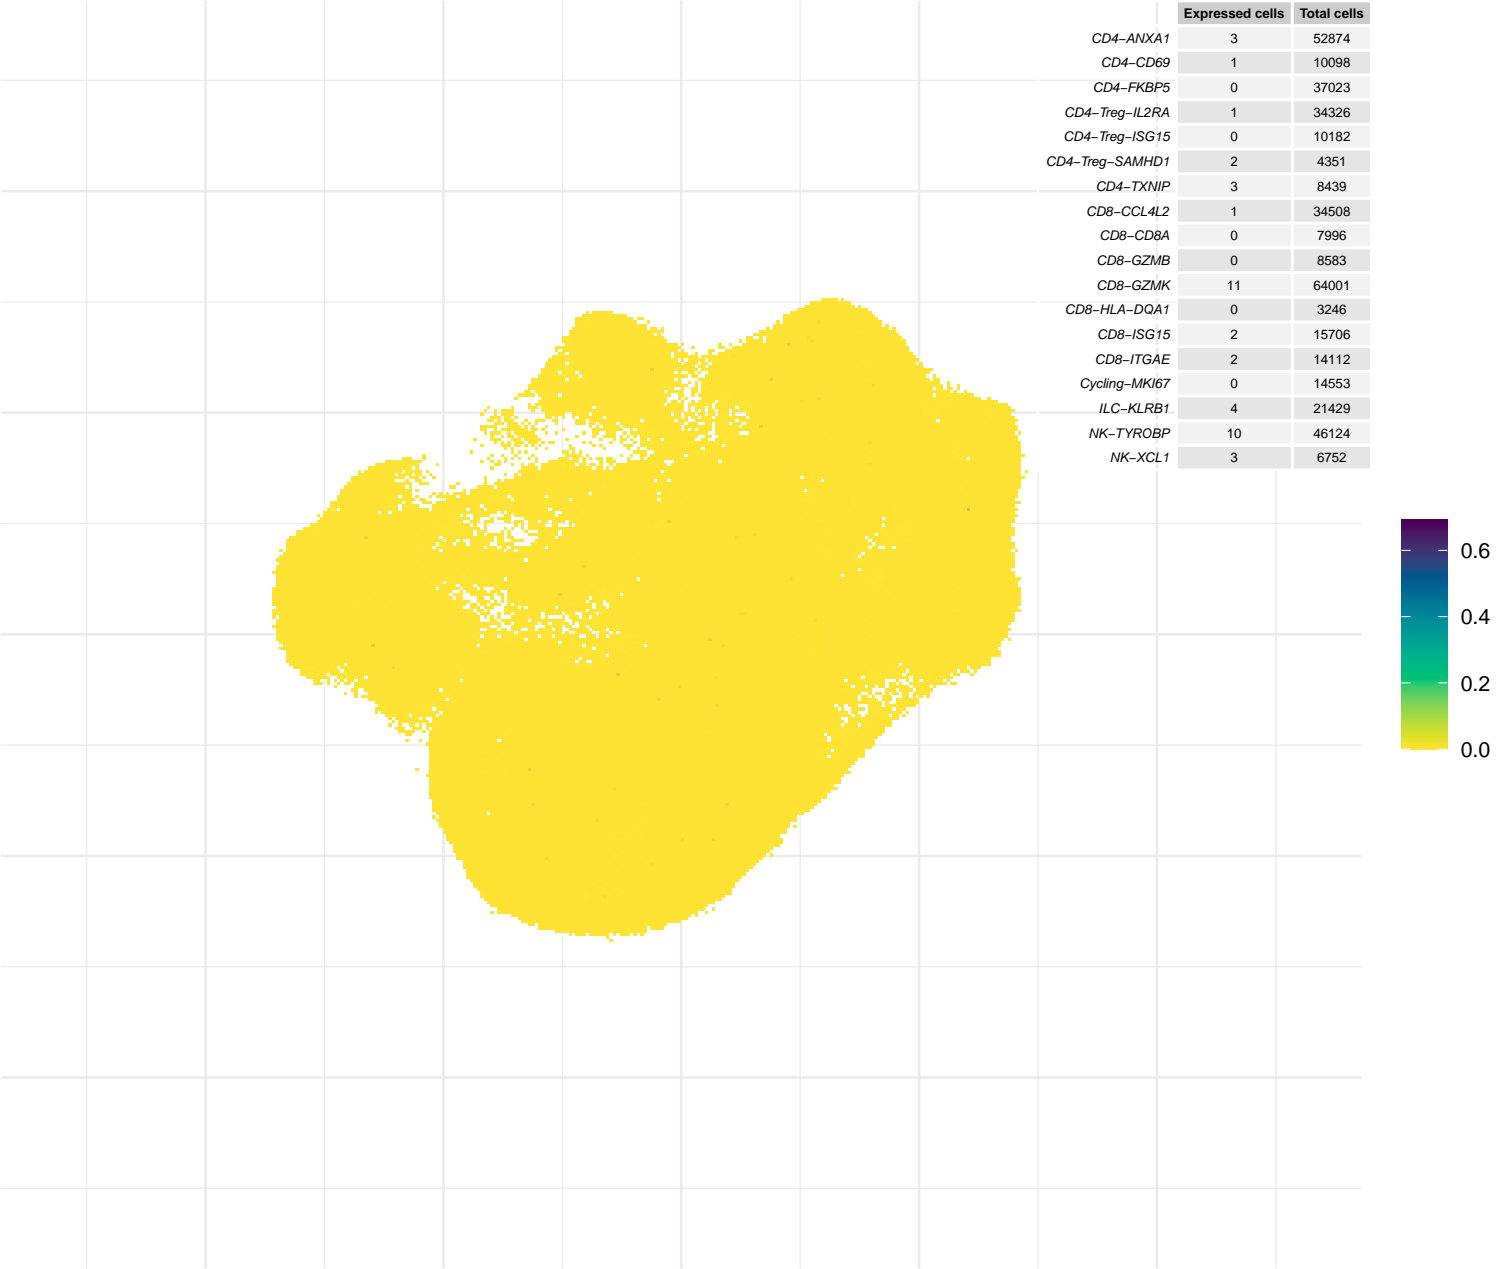 Expressed cells Total cells
CD4−ANXA1 3 52874
CD4−CD69 1 10098
CD4−FKBP5 0 37023
CD4−Treg−IL2RA 1 34326
CD4−Treg−ISG15 0 10182
CD4−Treg−SAMHD1 2 4351
CD4−TXNIP 3 8439
CD8−CCL4L2 1 34508
CD8−CD8A 0 7996
CD8−GZMB 0 8583
CD8−GZMK 11 64001
CD8−HLA−DQA1 0 3246
CD8−ISG15 2 15706
CD8−ITGAE 2 14112
Cycling−MKI67 0 14553
ILC−KLRB1 4 21429
NK−TYROBP 10 46124
NK−XCL1 3 6752
0.6
0.4
0.2
0.0